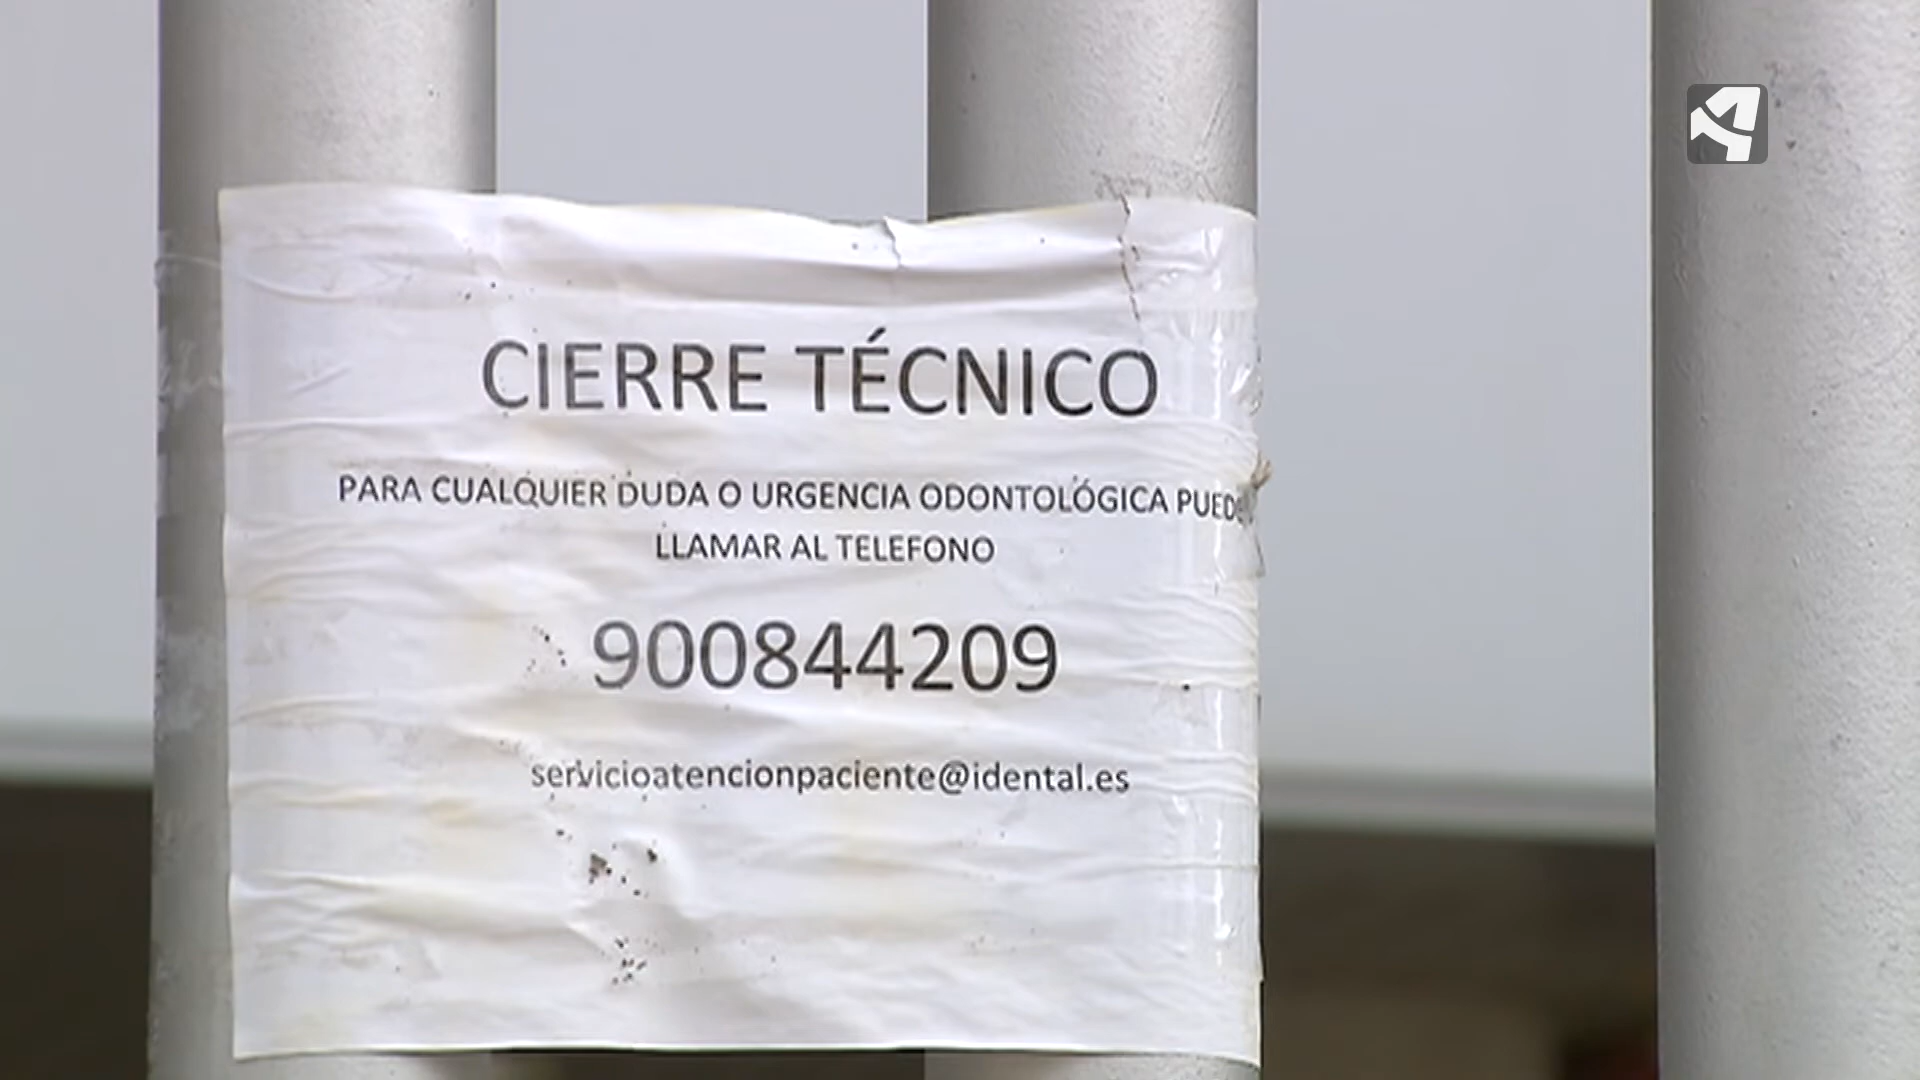 CIERRE TÉCNICO
PARA CUALQUIER DUDA O URGENCIA ODONTOLÓGICA
LLAMAR AL TELEFONO
900844209
servicioatencionpaciente@idental.es